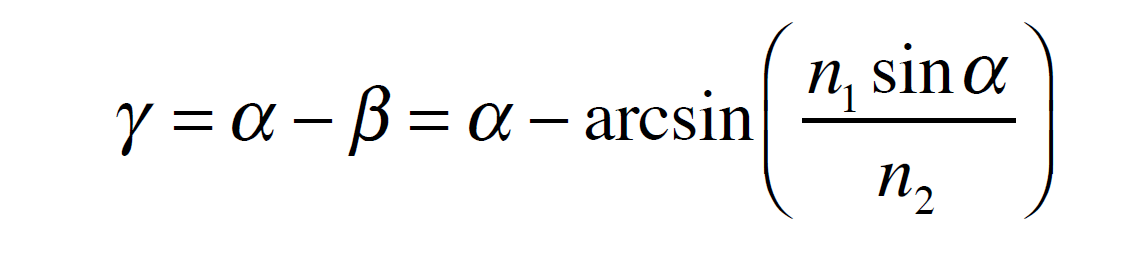 γ = α − β = α − arcsin(n₁ sin α / n₂)